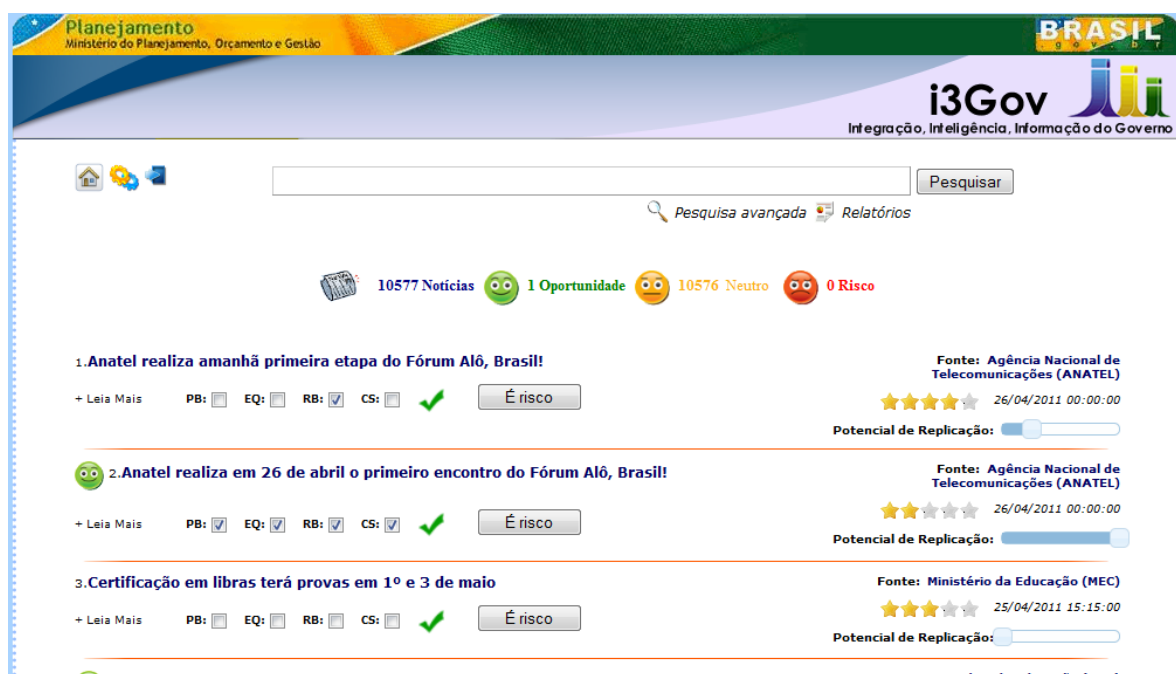 Planejamento
Ministério do Planejamento, Orçamento e Gestão
BRASIL
.gov.br
i3Gov
Integração, Inteligência, Informação do Governo
Pesquisar
Pesquisa avançada Relatórios
10577 Notícias 1 Oportunidade 10576 Neutro 0 Risco
1.Anatel realiza amanhã primeira etapa do Fórum Alô, Brasil!
Fonte: Agência Nacional de
Telecomunicações (ANATEL)
+ Leia Mais PB: EQ: RB: CS: É risco
26/04/2011 00:00:00
Potencial de Replicação:
2.Anatel realiza em 26 de abril o primeiro encontro do Fórum Alô, Brasil!
Fonte: Agência Nacional de
Telecomunicações (ANATEL)
+ Leia Mais PB: EQ: RB: CS: É risco
26/04/2011 00:00:00
Potencial de Replicação:
3.Certificação em libras terá provas em 1º e 3 de maio
Fonte: Ministério da Educação (MEC)
+ Leia Mais PB: EQ: RB: CS: É risco
25/04/2011 15:15:00
Potencial de Replicação: